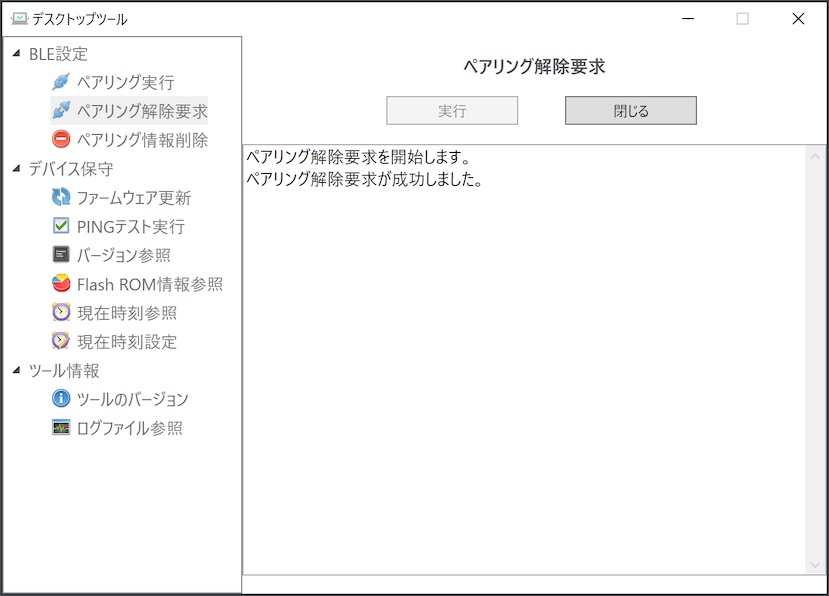 デスクトップツール
BLE設定
ペアリング実行
ペアリング解除要求
ペアリング情報削除
デバイス保守
ファームウェア更新
PINGテスト実行
バージョン参照
Flash ROM情報参照
現在時刻参照
現在時刻設定
ツール情報
ツールのバージョン
ログファイル参照
ペアリング解除要求
実行
閉じる
ペアリング解除要求を開始します。
ペアリング解除要求が成功しました。